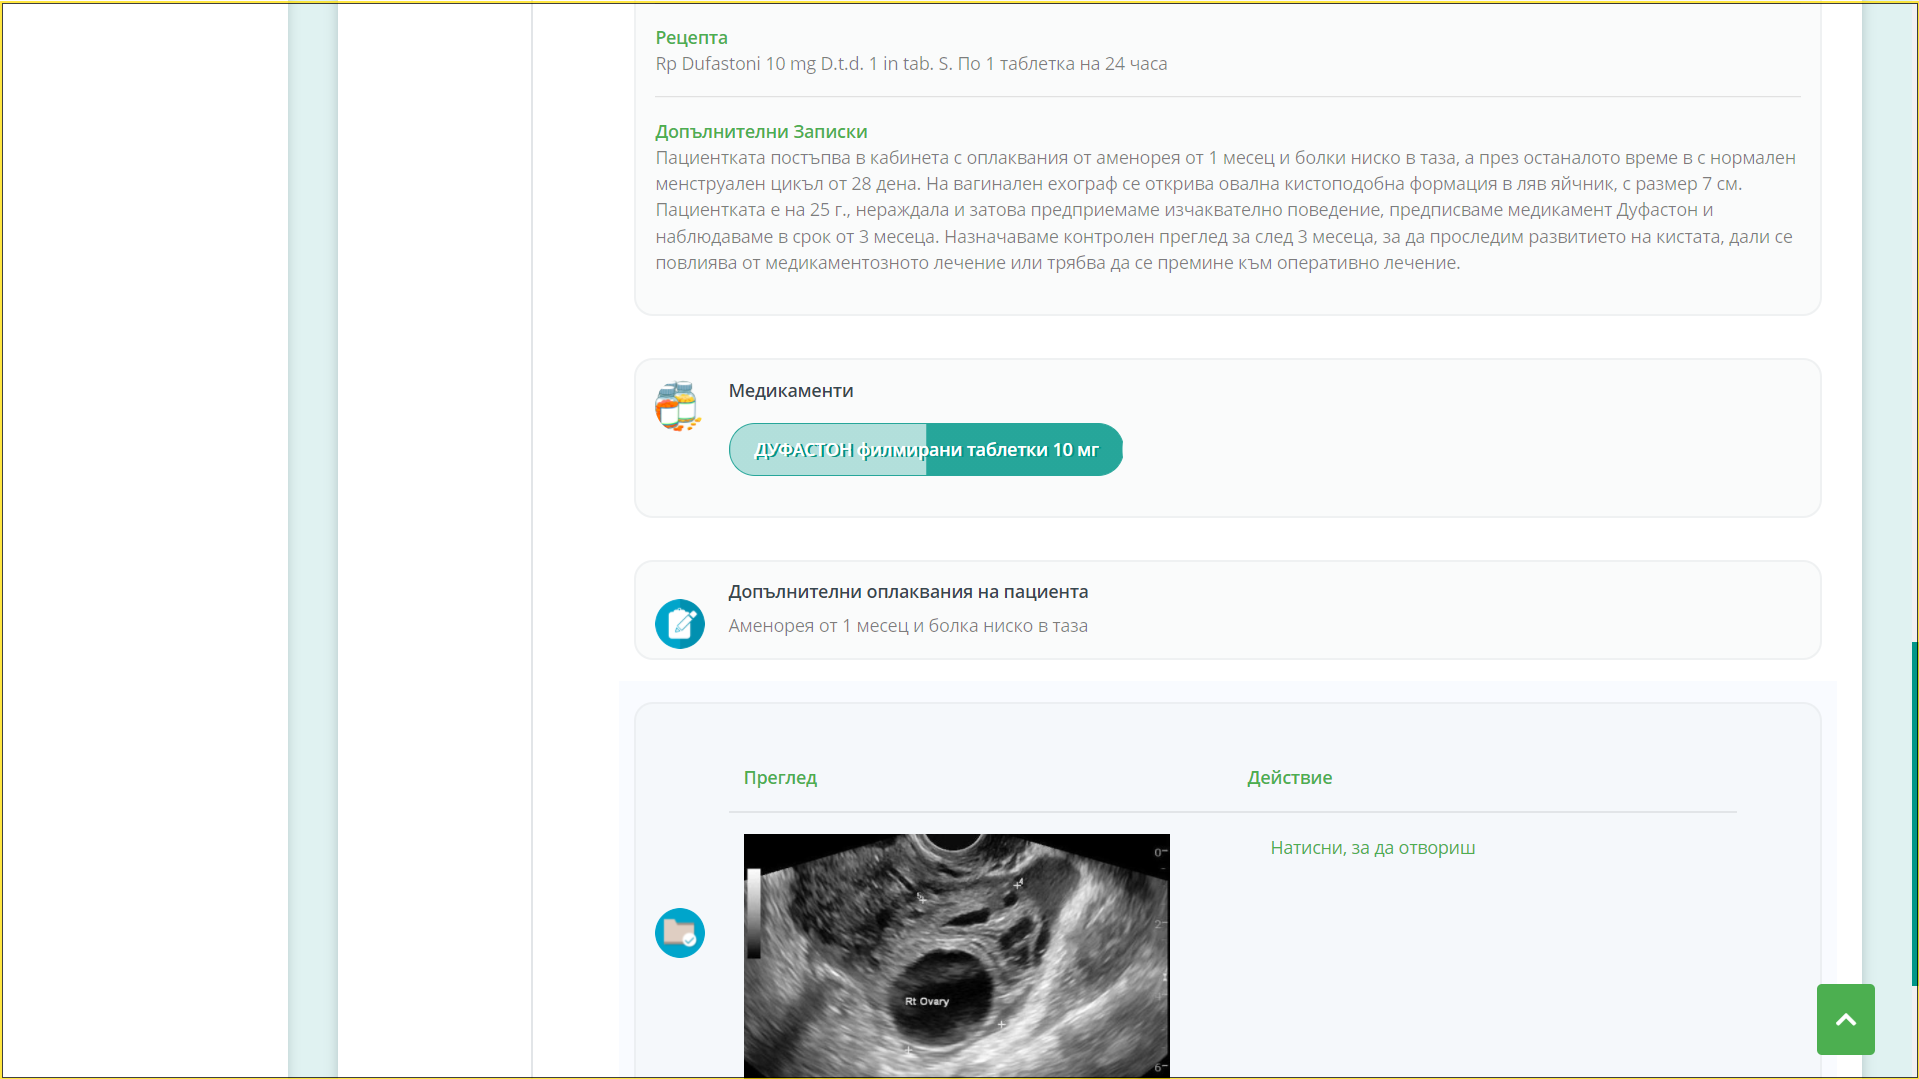 Рецепта
Rp Dufastoni 10 mg D.t.d. 1 in tab. S. По 1 таблетка на 24 часа
Допълнителни Записки
Пациентката постъпва в кабинета с оплаквания от аменорея от 1 месец и болки ниско в таза, а през останалото време в с нормален
менструален цикъл от 28 дена. На вагинален ехограф се открива овална кистоподобна формация в ляв яйчник, с размер 7 см.
Пациентката е на 25 г., нераждала и затова предприемаме изчаквателно поведение, предписваме медикамент Дуфастон и
наблюдаваме в срок от 3 месеца. Назначаваме контролен преглед за след 3 месеца, за да проследим развитието на кистата, дали се
повлиява от медикаментозното лечение или трябва да се премине към оперативно лечение.
Медикаменти
ДУФАСТОН филмирани таблетки 10 мг
Допълнителни оплаквания на пациента
Аменорея от 1 месец и болка ниско в таза
Преглед
Действие
Натисни, за да отвориш
0
2
Rt Ovary
6